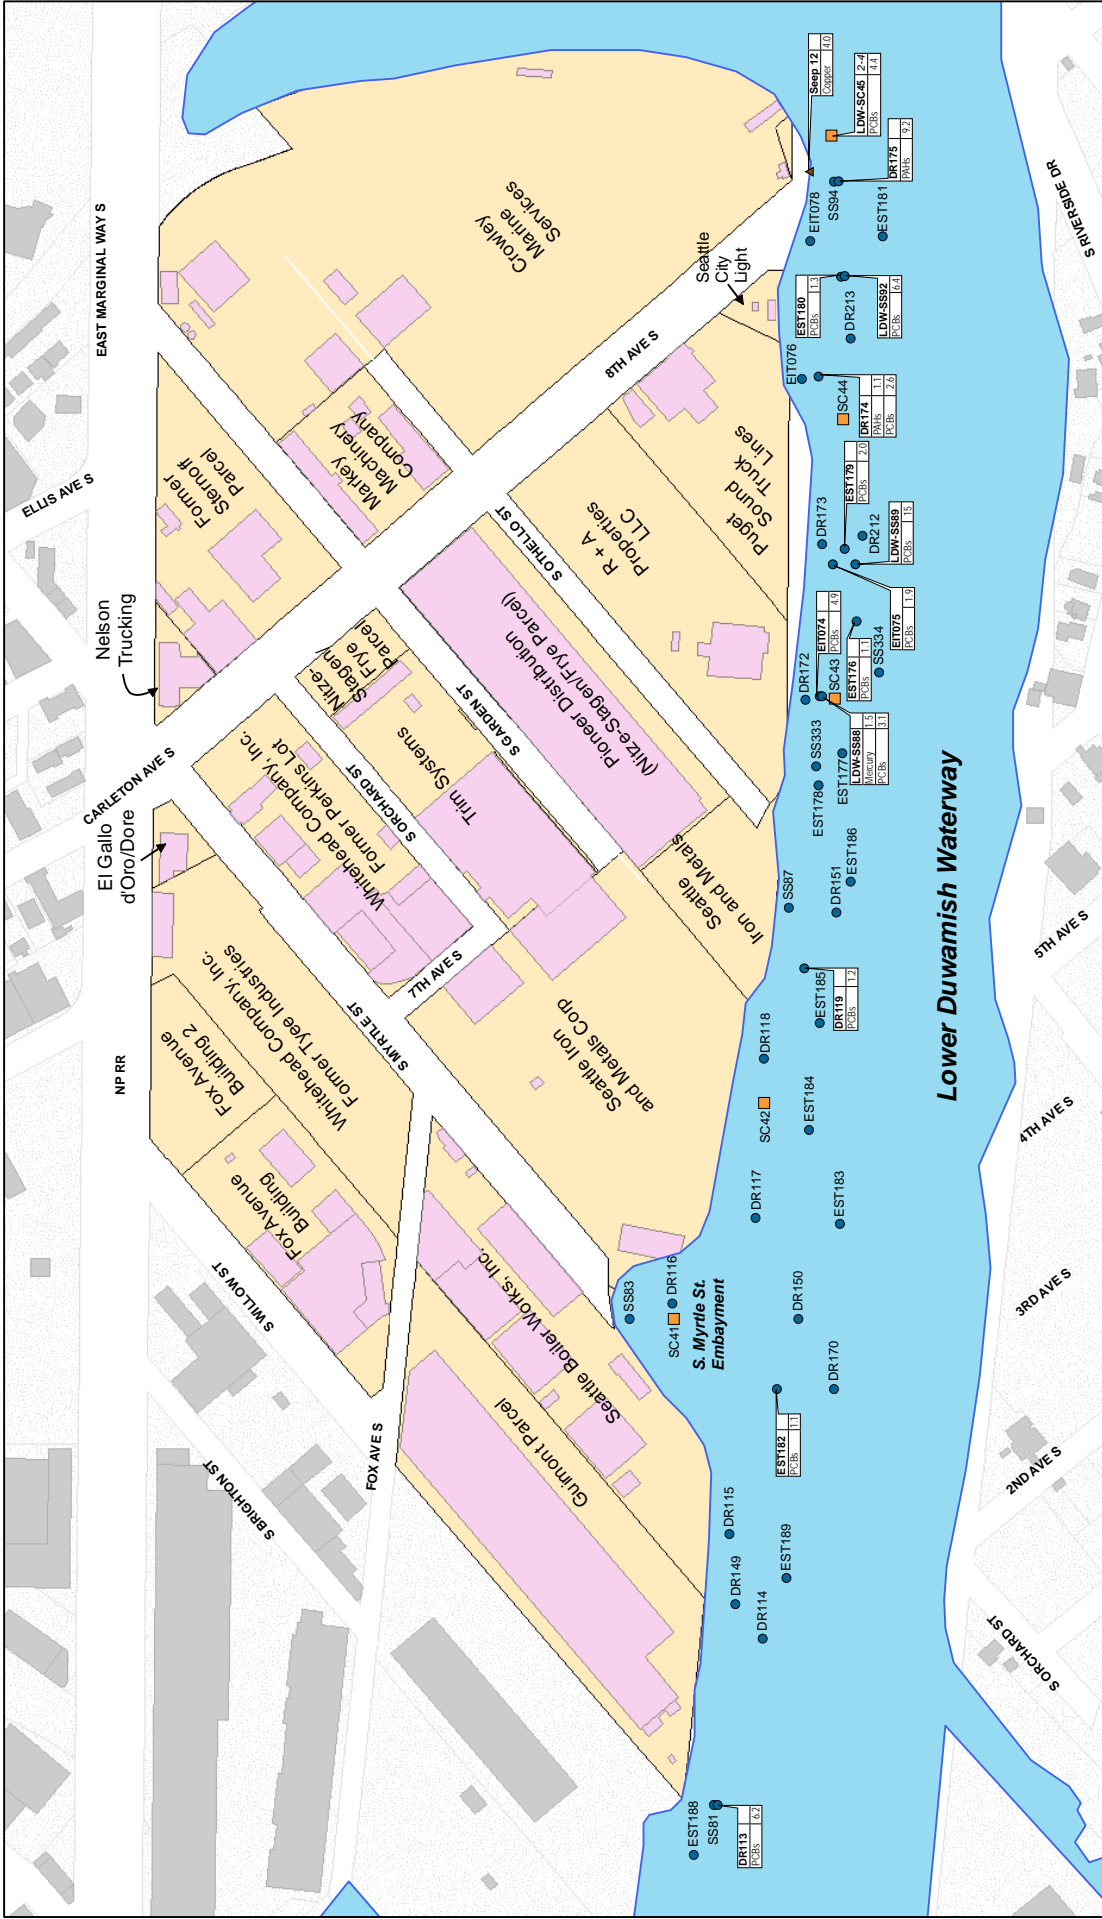 EAST MARGINAL WAY S
ELLIS AVE S
Nelson
Trucking
CARLETON AVE S
El Gallo
d'Oro/Dore
NP RR
Former
Sternoff
Parcel
Markey
Machinery
Company
Crowley
Marine
Services
Seattle
City
Light
8TH AVE S
Puget
Sound
Truck
Lines
R + A
Properties
LLC
S OTHELLO ST
Pioneer Distribution
(Nitze-Stagen/Frye Parcel)
Nitze-
Stagen/
Frye
Parcel
S GARDEN ST
Trim
Systems
S ORCHARD ST
Whitehead Company, Inc.
Former Perkins Lot
7TH AVE S
S MYRTLE ST
Seattle
Iron and Metals
Seattle Iron
and Metals Corp
Whitehead Company, Inc.
Former Tyee Industries
Fox Avenue
Building 2
Fox Avenue
Building
S WILLOW ST
S BRIGHTON ST
FOX AVE S
Seattle Boiler Works, Inc.
Guimont Parcel
S. Myrtle St.
Embayment
Lower Duwamish Waterway
S RIVERSIDE DR
5TH AVE S
4TH AVE S
3RD AVE S
2ND AVE S
S ORCHARD ST
Seep 12
Copper 4.0
LDW-SC45 2-4
PCBs 4.4
DR175
PAHs 9.2
EIT078
SS94
EST181
EST180
PCBs 1.3
LDW-SS92
PCBs 6.4
DR213
EIT076
SC44
DR174
PAHs 1.1
PCBs 2.6
EST179
PCBs 2.0
DR173
DR212
LDW-SS89
PCBs 15
EIT075
PCBs 1.9
EIT074
PCBs 4.9
EST176
PCBs 1.1
SS334
DR172
SC43
LDW-SS88
Mercury 1.5
PCBs 3.1
SS333
EST177
EST178
EST186
DR151
SS87
DR119
PCBs 1.2
EST185
DR118
SC42
EST184
DR117
EST183
SS83
DR116
SC41
DR150
DR170
EST182
PCBs 1.1
DR115
DR149
EST189
DR114
EST188
SS81
DR113
PCBs 6.2